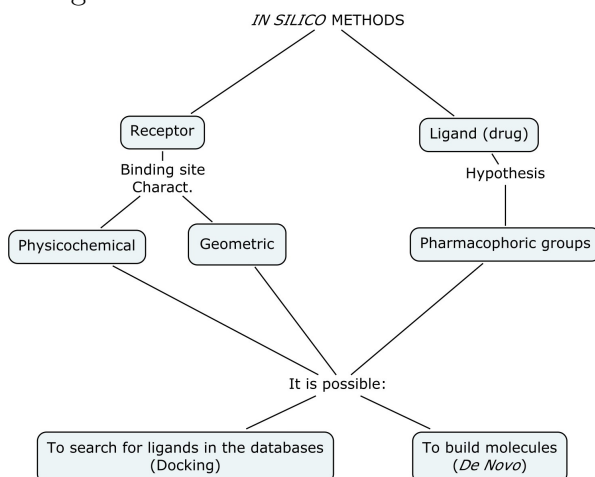 IN SILICO METHODS
Receptor
Ligand (drug)
Binding site
Charact.
Hypothesis
Physicochemical
Geometric
Pharmacophoric groups
It is possible:
To search for ligands in the databases
(Docking)
To build molecules
(De Novo)